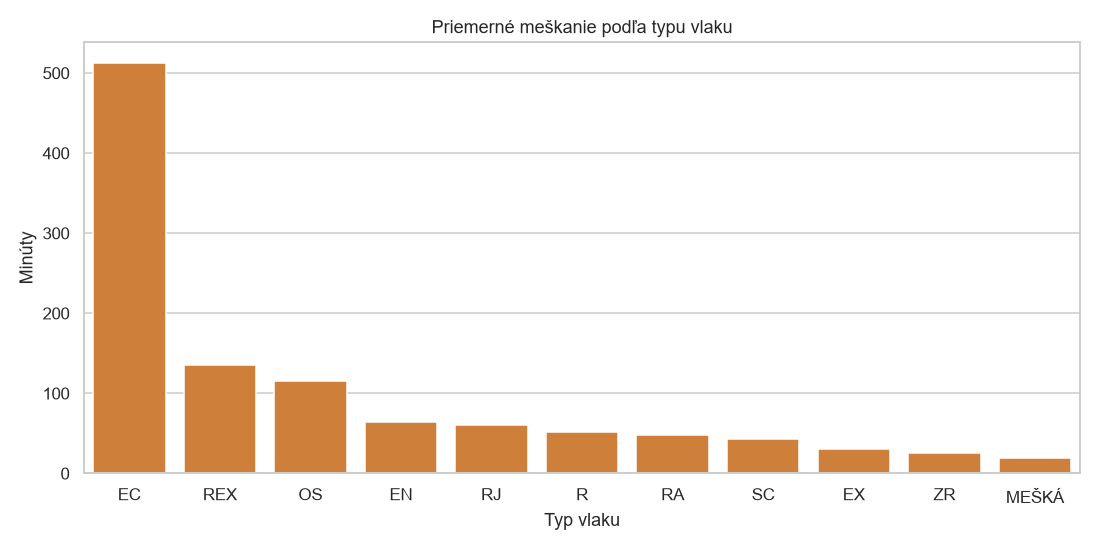 Priemerné meškanie podľa typu vlaku
Minúty
500
400
300
200
100
0
EC REX OS EN RJ R RA SC EX ZR MEŠKÁ
Typ vlaku